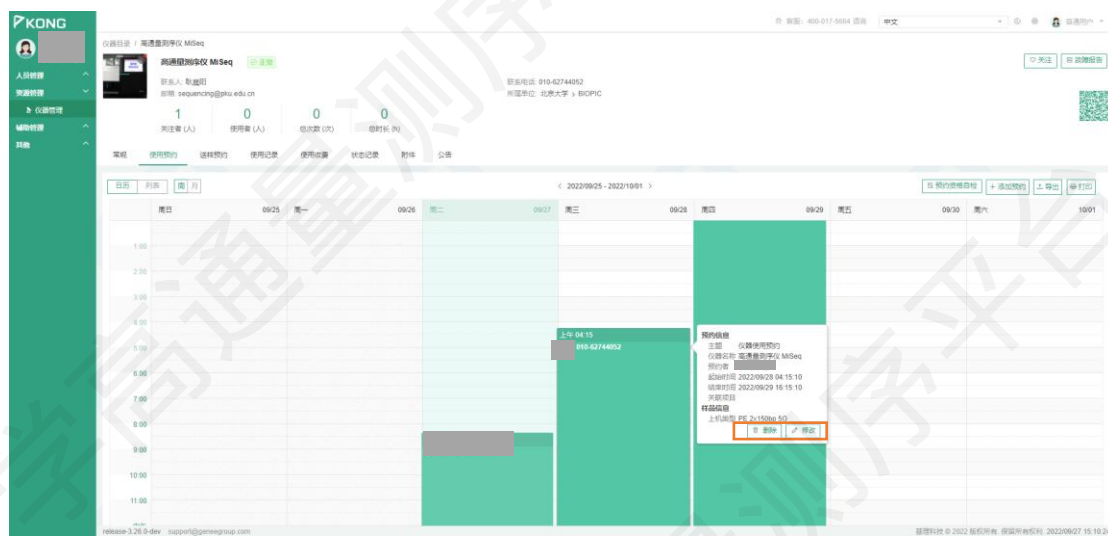 PKONG
客服: 400-017-5664
中文
仪器目录 / 高通量测序仪 MiSeq
高通量测序仪 MiSeq
正常
关注
故障报告
联系电话 010-62744052
邮箱 sequencing@pku.edu.cn
所属单位 北京大学 > BIOPIC
人员管理
资源管理
仪器管理
辅助管理
其他
1
0
0
0
关注者 (人)
使用者 (人)
总次数 (次)
总时长 (h)
常规
使用预约
送样预约
使用记录
使用收费
状态记录
附件
公告
日历
列表
周
月
< 2022/09/25 - 2022/10/01 >
预约资格自检
+ 添加预约
导出
打印
周日 09/25
周一 09/26
周二 09/27
周三 09/28
周四 09/29
周五 09/30
周六 10/01
1:00
2:00
3:00
4:00
上午 04:15
5:00
010-62744052
6:00
7:00
8:00
9:00
10:00
11:00
预约信息
主题 仪器使用预约
仪器名称 高通量测序仪 MiSeq
预约者
起始时间 2022/09/28 04:15:10
结束时间 2022/09/29 16:15:10
关联项目
样品信息
上机类型 PE 2x150bp 5G
删除
修改
release-3.26.0-dev support@geneegroup.com
基理科技 © 2022 版权所有 保留所有权利 2022/09/27 15:10:24